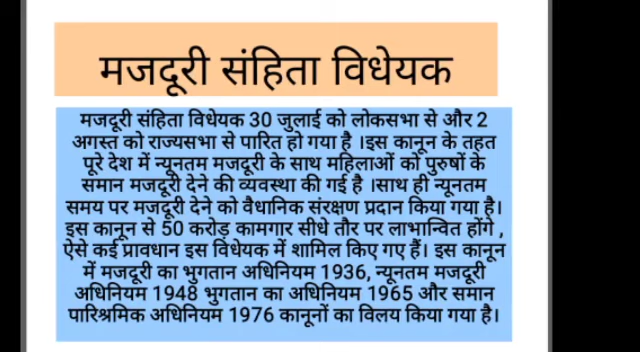 मजदूरी संहिता विधेयक
मजदूरी संहिता विधेयक 30 जुलाई को लोकसभा से और 2
अगस्त को राज्यसभा से पारित हो गया है ।इस कानून के तहत
पूरे देश में न्यूनतम मजदूरी के साथ महिलाओं को पुरुषों के
समान मजदूरी देने की व्यवस्था की गई है ।साथ ही न्यूनतम
समय पर मजदूरी देने को वैधानिक संरक्षण प्रदान किया गया है।
इस कानून से 50 करोड़ कामगार सीधे तौर पर लाभान्वित होंगे ,
ऐसे कई प्रावधान इस विधेयक में शामिल किए गए हैं। इस कानून
में मजदूरी का भुगतान अधिनियम 1936, न्यूनतम मजदूरी
अधिनियम 1948 भुगतान का अधिनियम 1965 और समान
पारिश्रमिक अधिनियम 1976 कानूनों का विलय किया गया है।